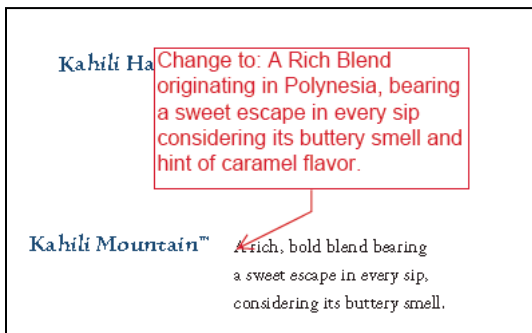 Kahili Ha
Change to: A Rich Blend
originating in Polynesia, bearing
a sweet escape in every sip
considering its buttery smell and
hint of caramel flavor.
Kahili Mountain™
A rich, bold blend bearing
a sweet escape in every sip,
considering its buttery smell.